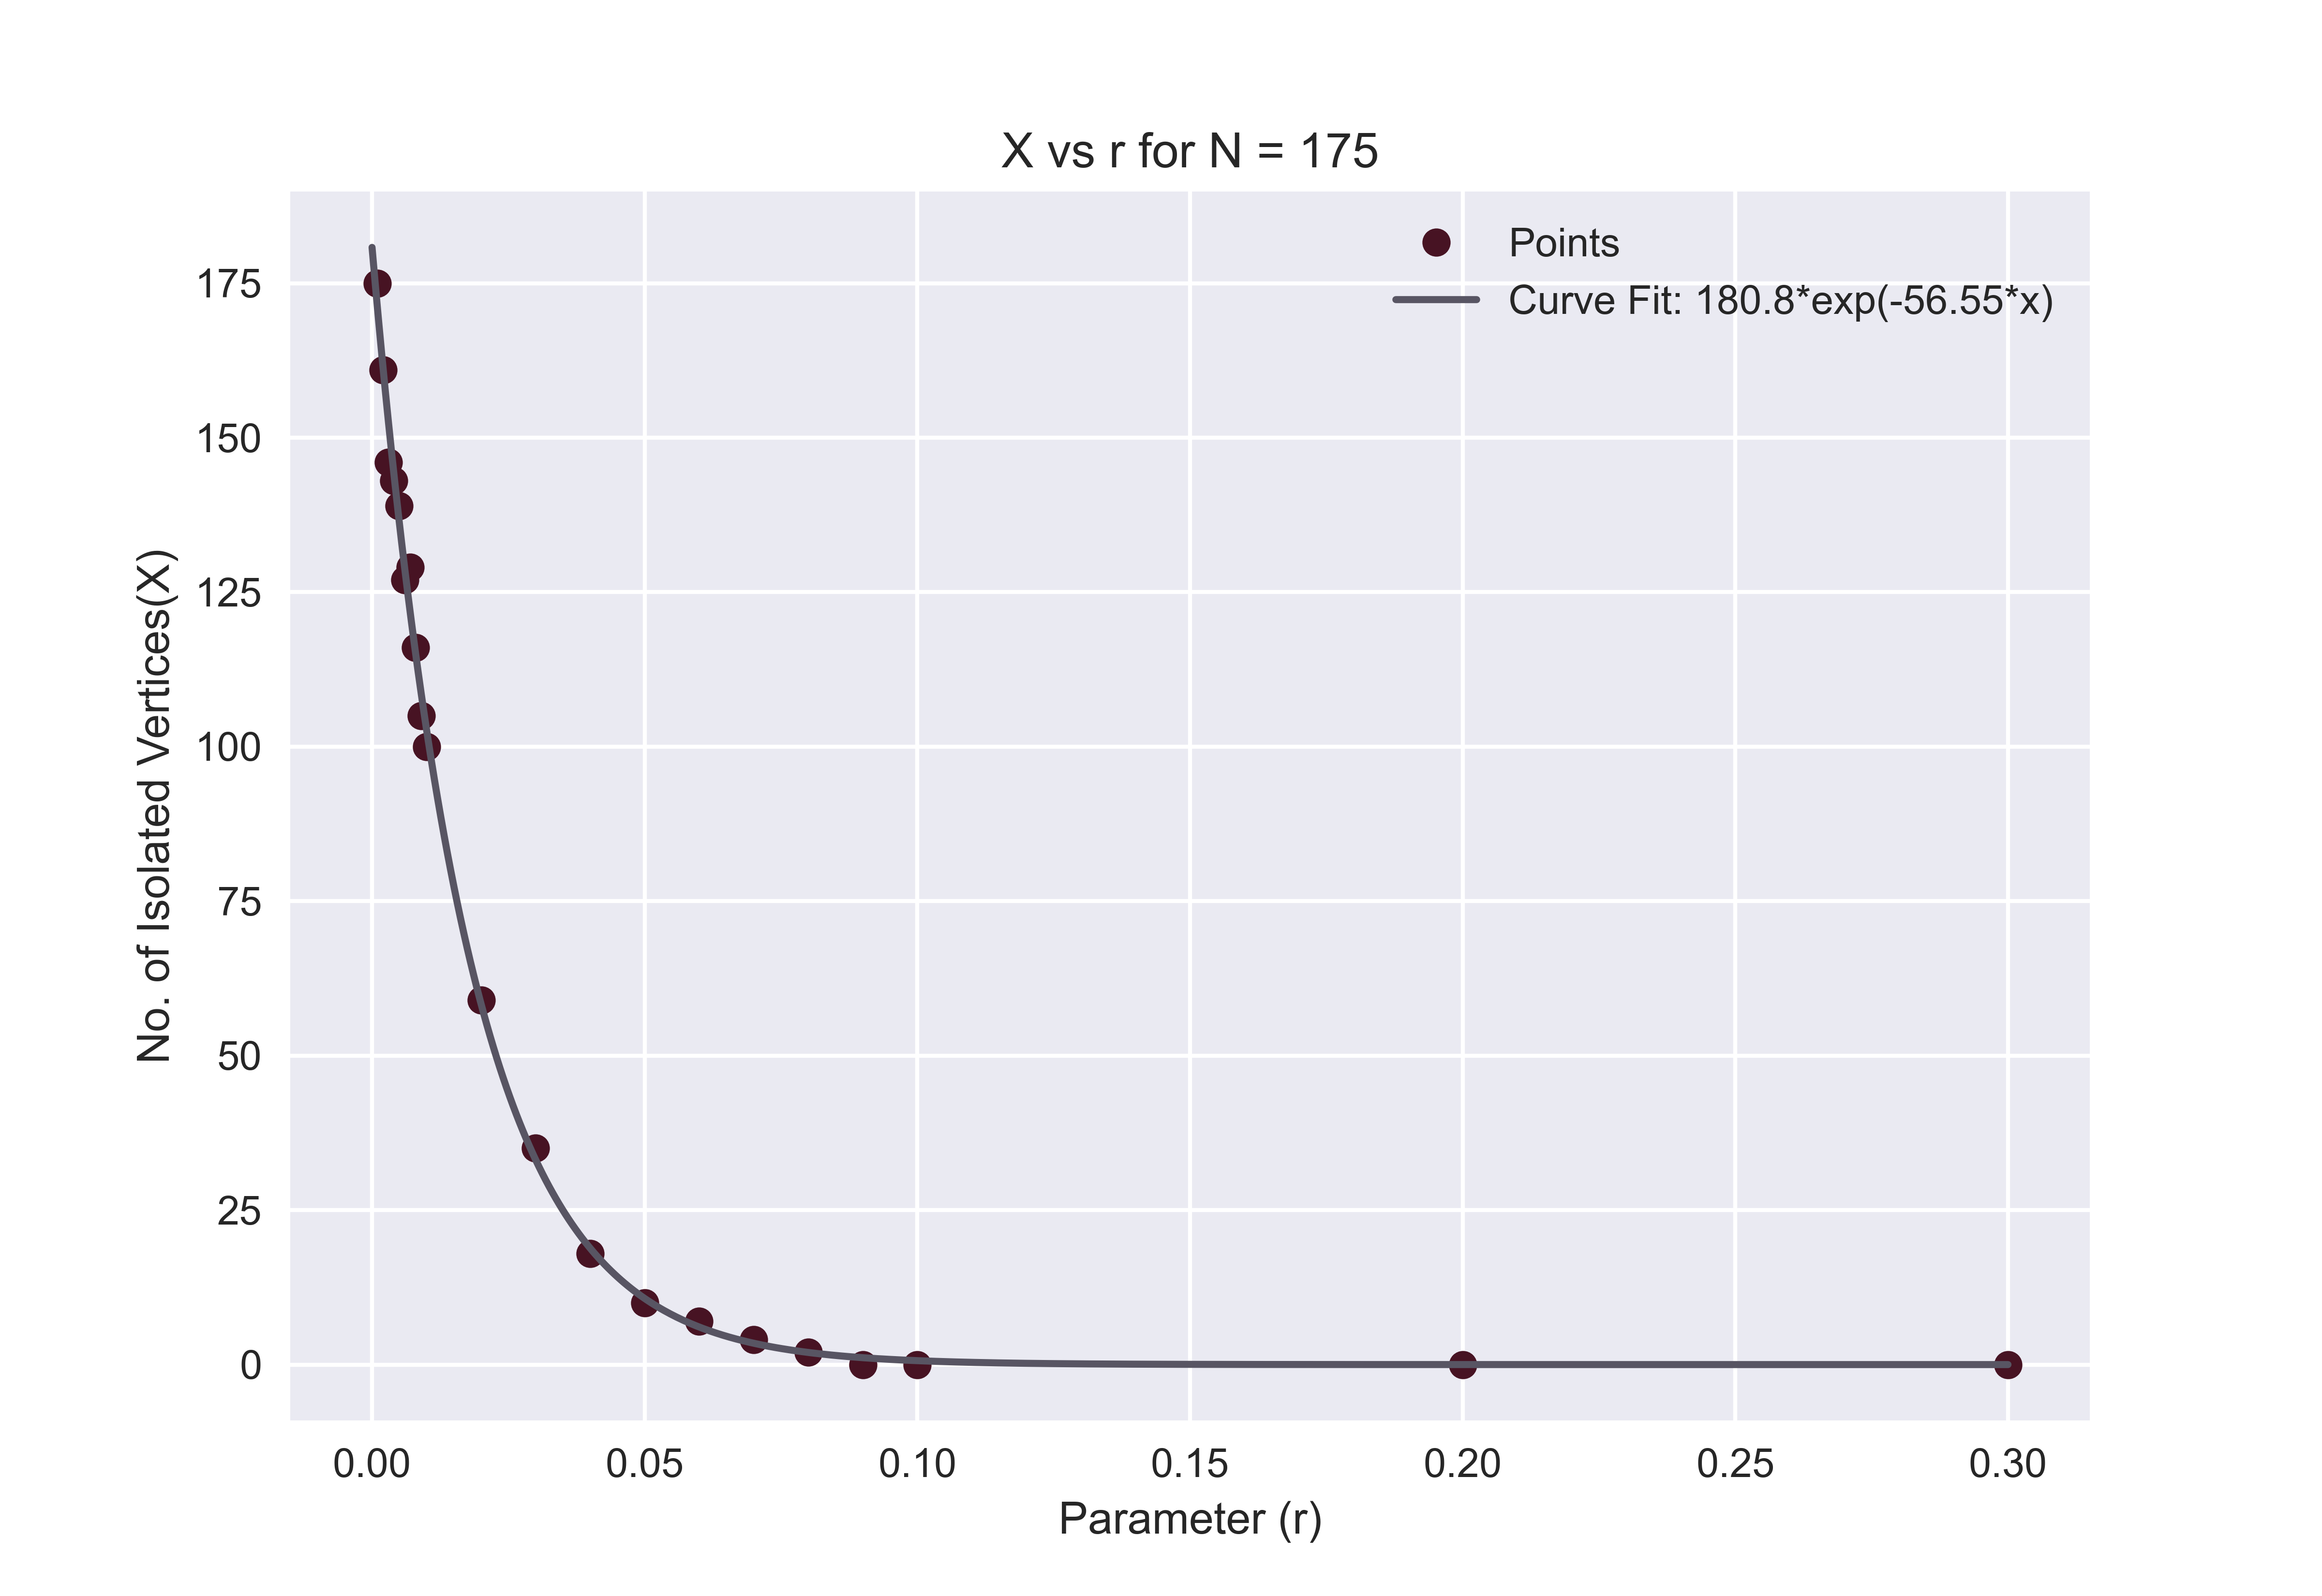 X vs r for N = 175
Points
Curve Fit: 180.8*exp(-56.55*x)
No. of Isolated Vertices(X)
175
150
125
100
75
50
25
0
0.00 0.05 0.10 0.15 0.20 0.25 0.30
Parameter (r)